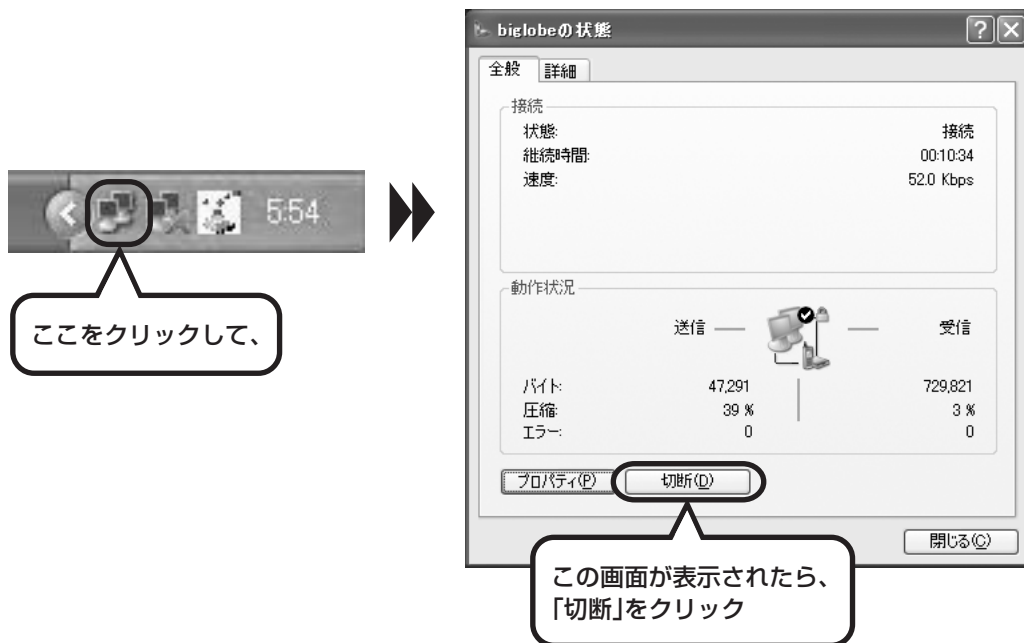 biglobeの状態
全般 詳細
接続
状態: 接続
継続時間: 00:10:34
速度: 52.0 Kbps
5:54
ここをクリックして、
動作状況
送信 受信
バイト: 47,291 729,821
圧縮: 39 % 3 %
エラー: 0 0
プロパティ(P) 切断(D)
閉じる(C)
この画面が表示されたら、
「切断」をクリック